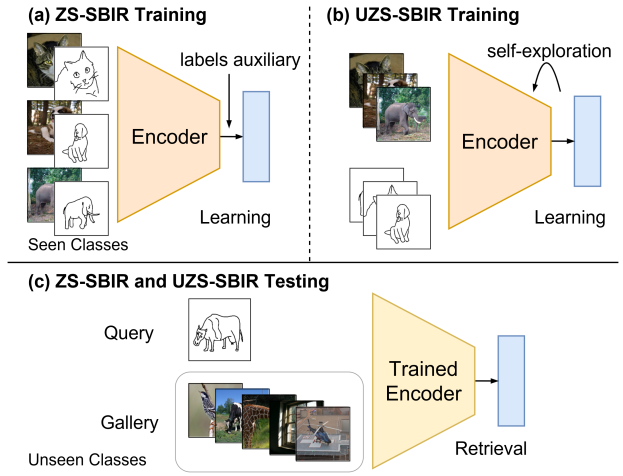 (a) ZS-SBIR Training
labels auxiliary
Encoder
Learning
Seen Classes
(b) UZS-SBIR Training
self-exploration
Encoder
Learning
(c) ZS-SBIR and UZS-SBIR Testing
Query
Gallery
Unseen Classes
Trained
Encoder
Retrieval